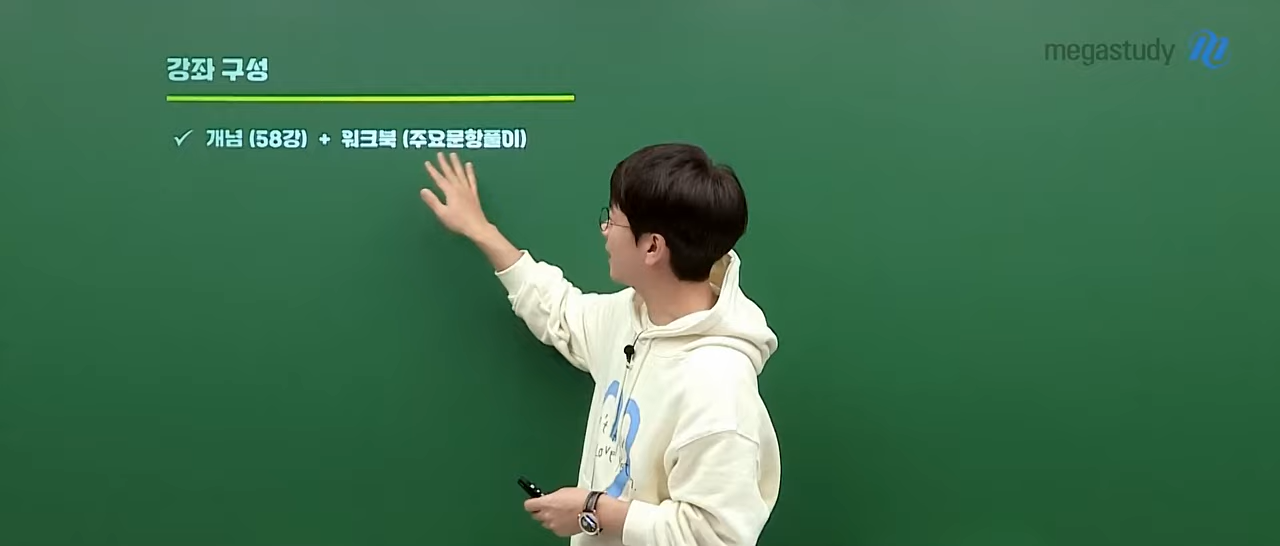 megastudy
강좌 구성
✓ 개념 (58강) + 워크북 (주요문항풀이)